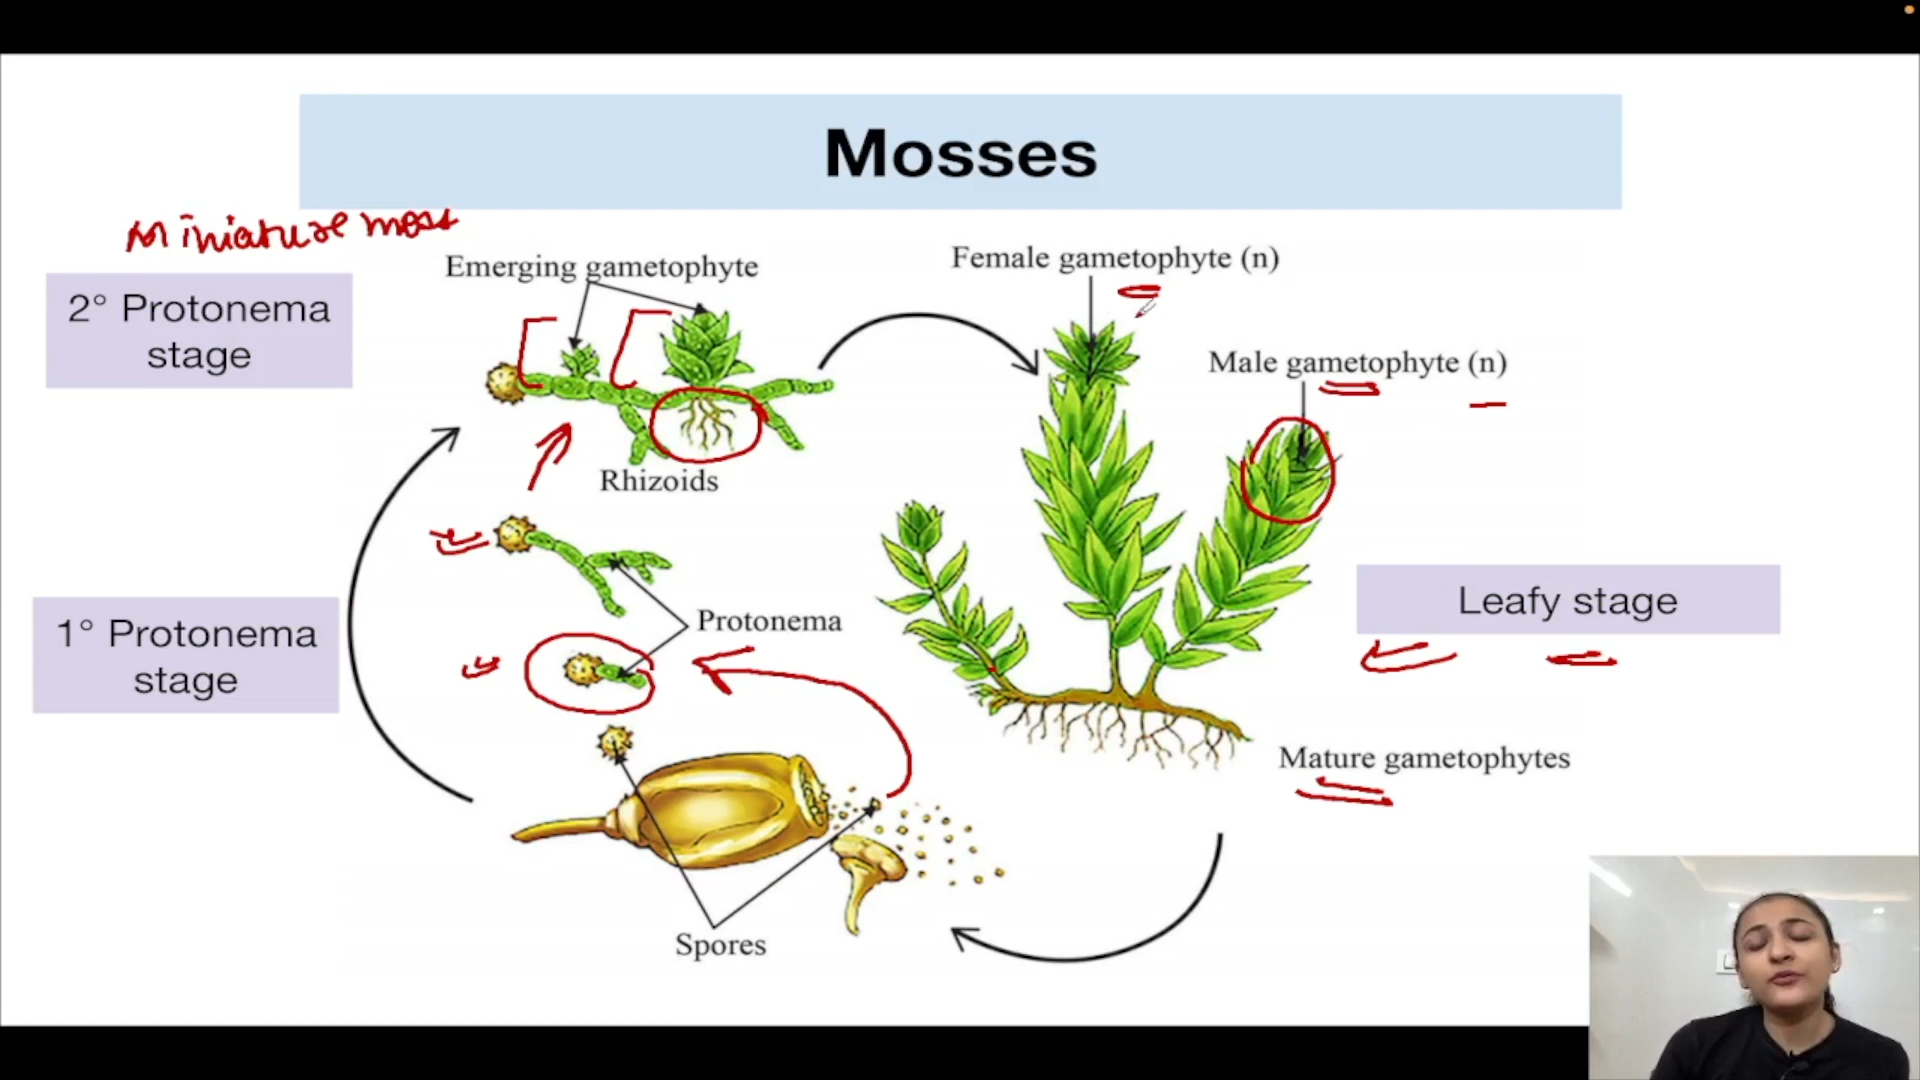 Mosses
Miniature moss
Emerging gametophyte
Female gametophyte (n)
2° Protonema
stage
Male gametophyte (n)
Rhizoids
Leafy stage
1° Protonema
stage
Protonema
Mature gametophytes
Spores